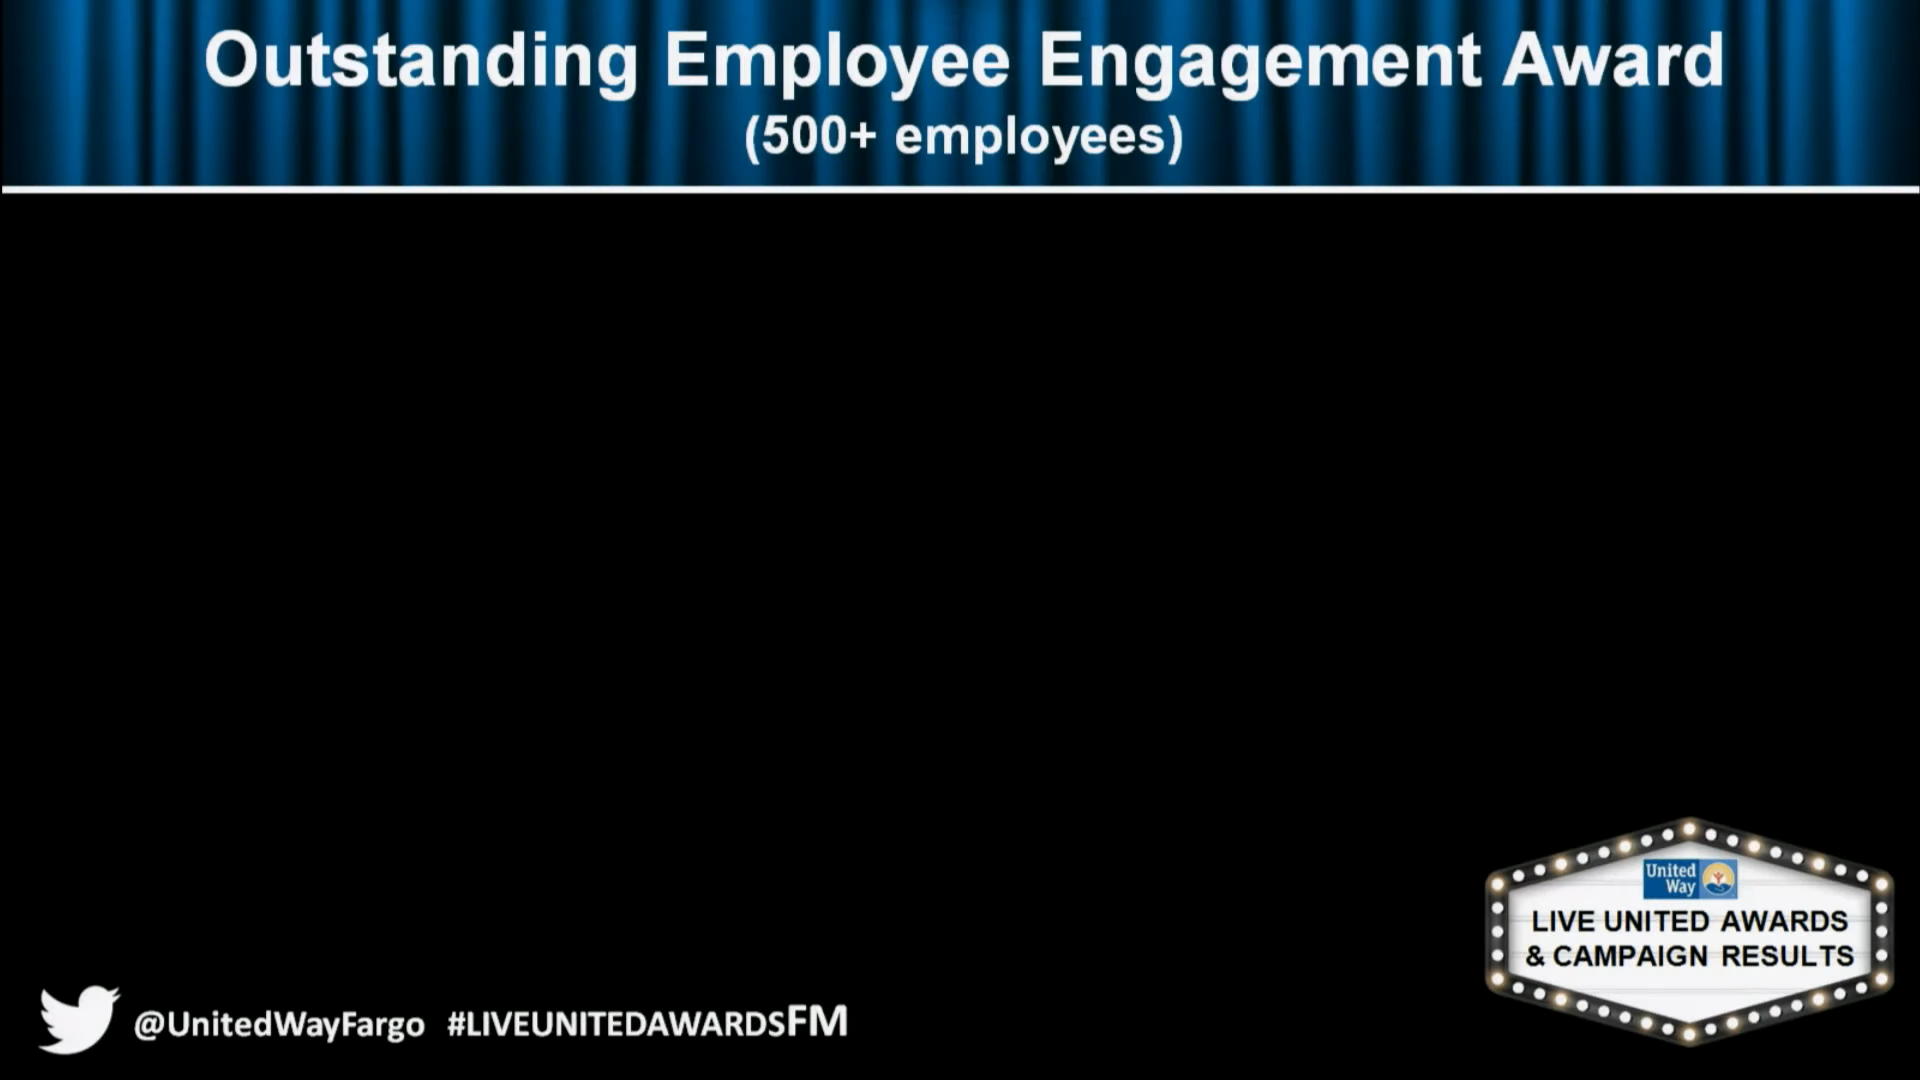 Outstanding Employee Engagement Award
(500+ employees)
United
Way
LIVE UNITED AWARDS
& CAMPAIGN RESULTS
@UnitedWayFargo #LIVEUNITEDAWARDSFM